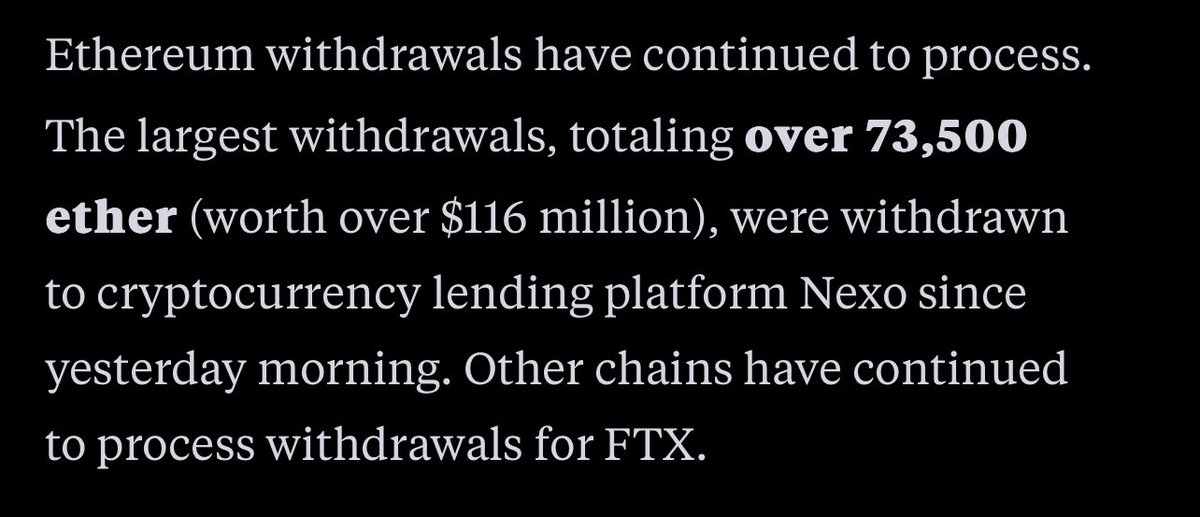 Ethereum withdrawals have continued to process.
The largest withdrawals, totaling over 73,500
ether (worth over $116 million), were withdrawn
to cryptocurrency lending platform Nexo since
yesterday morning. Other chains have continued
to process withdrawals for FTX.